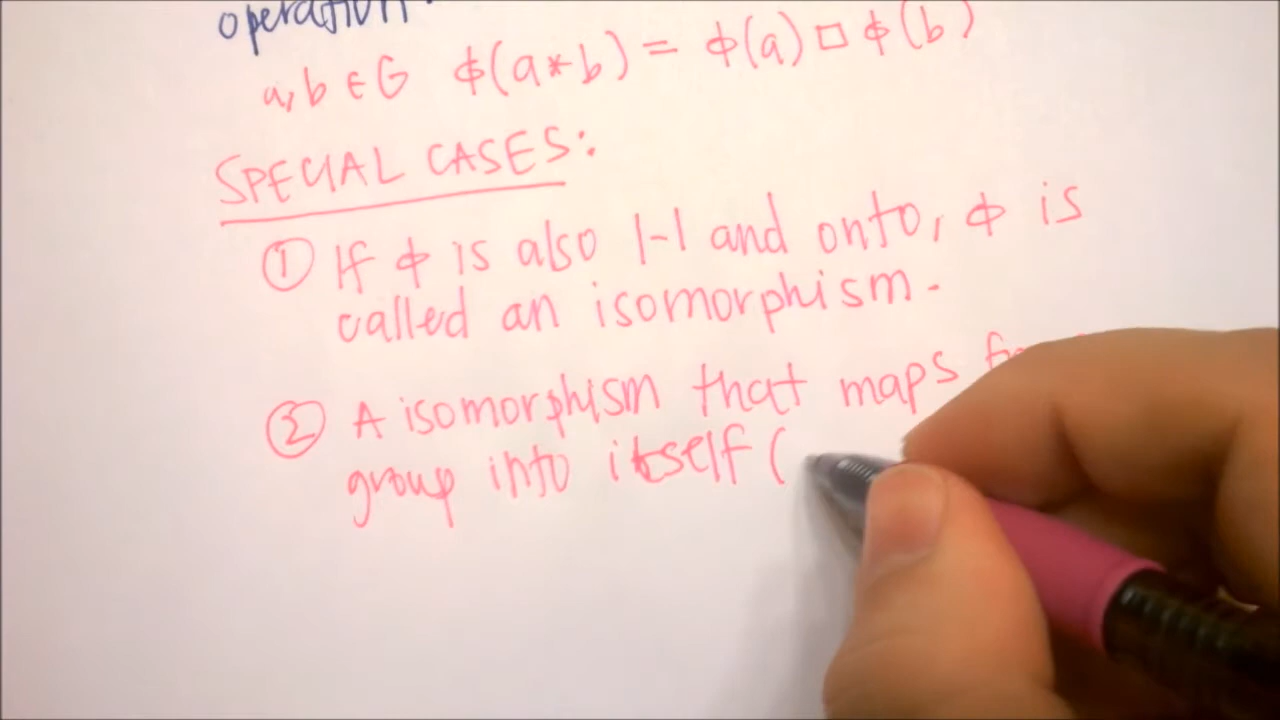 operation.
a, b ∈ G ϕ(a*b) = ϕ(a) □ ϕ(b)
SPECIAL CASES:
① If ϕ is also 1-1 and onto, ϕ is
called an isomorphism.
② A isomorphism that maps
group into itself (